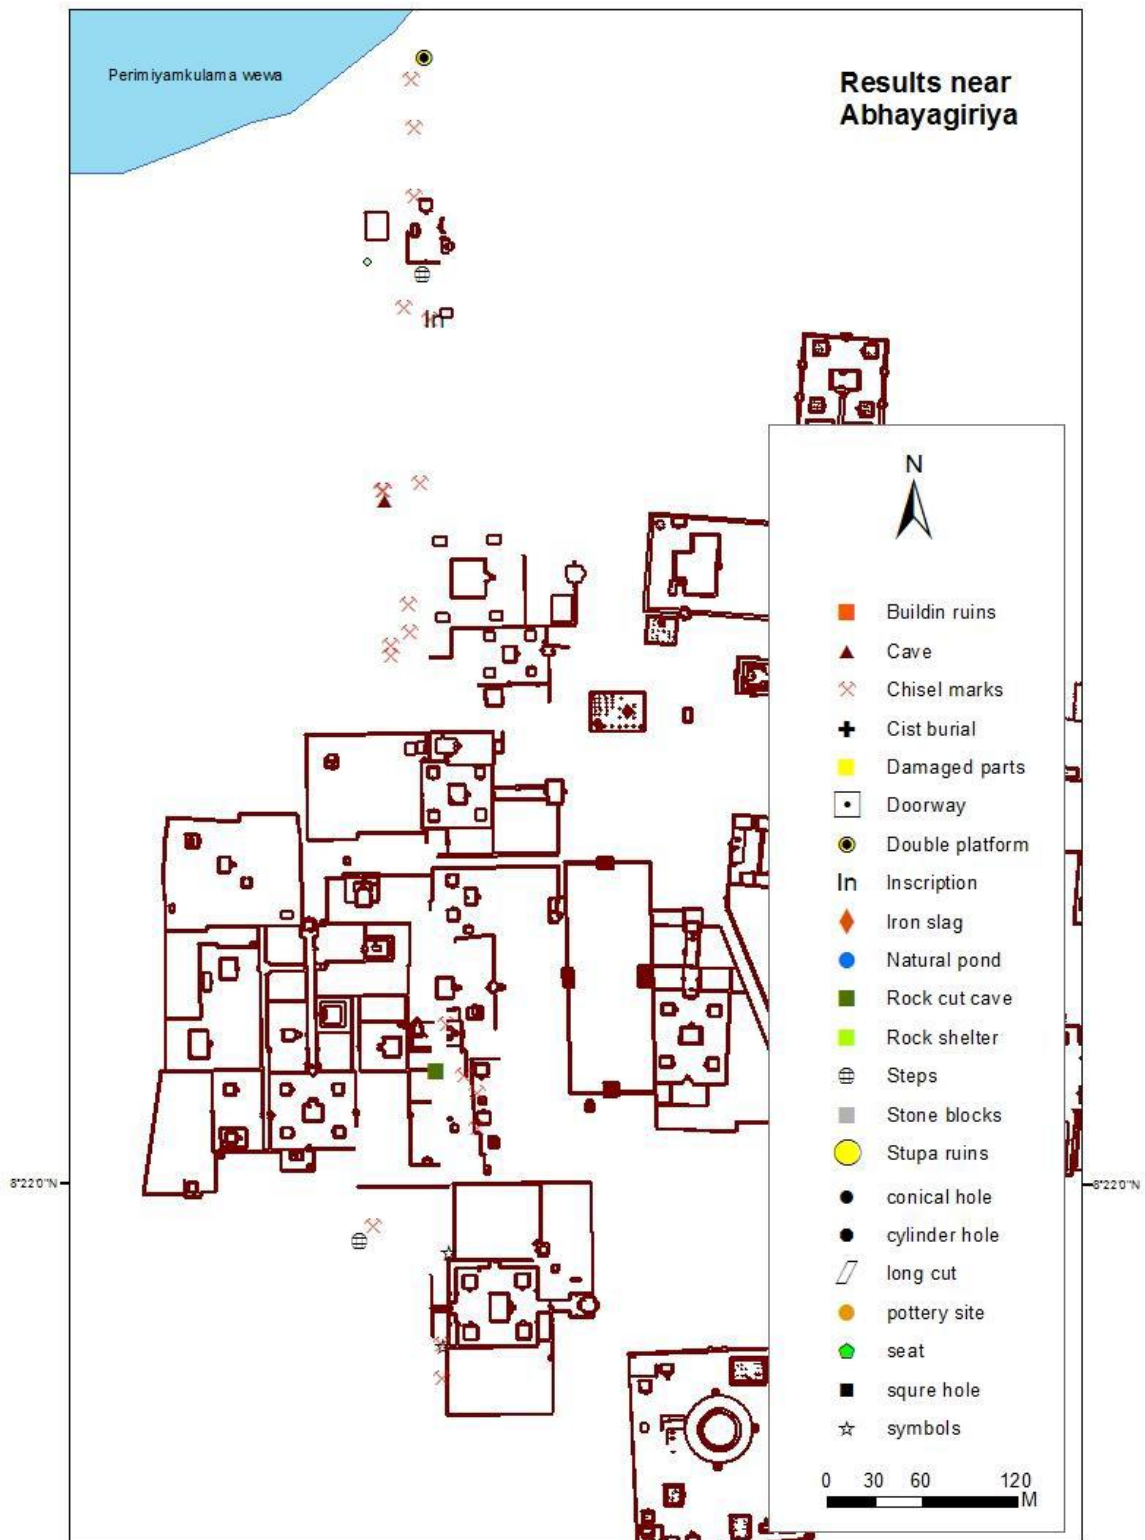 Perimiyamkulama wewa
Results near
Abhayagiriya
In
N
Buildin ruins
Cave
Chisel marks
Cist burial
Damaged parts
Doorway
Double platform
In Inscription
Iron slag
Natural pond
Rock cut cave
Rock shelter
Steps
Stone blocks
Stupa ruins
conical hole
cylinder hole
long cut
pottery site
seat
squre hole
symbols
0 30 60 120
M
8°22'0"N
8°22'0"N